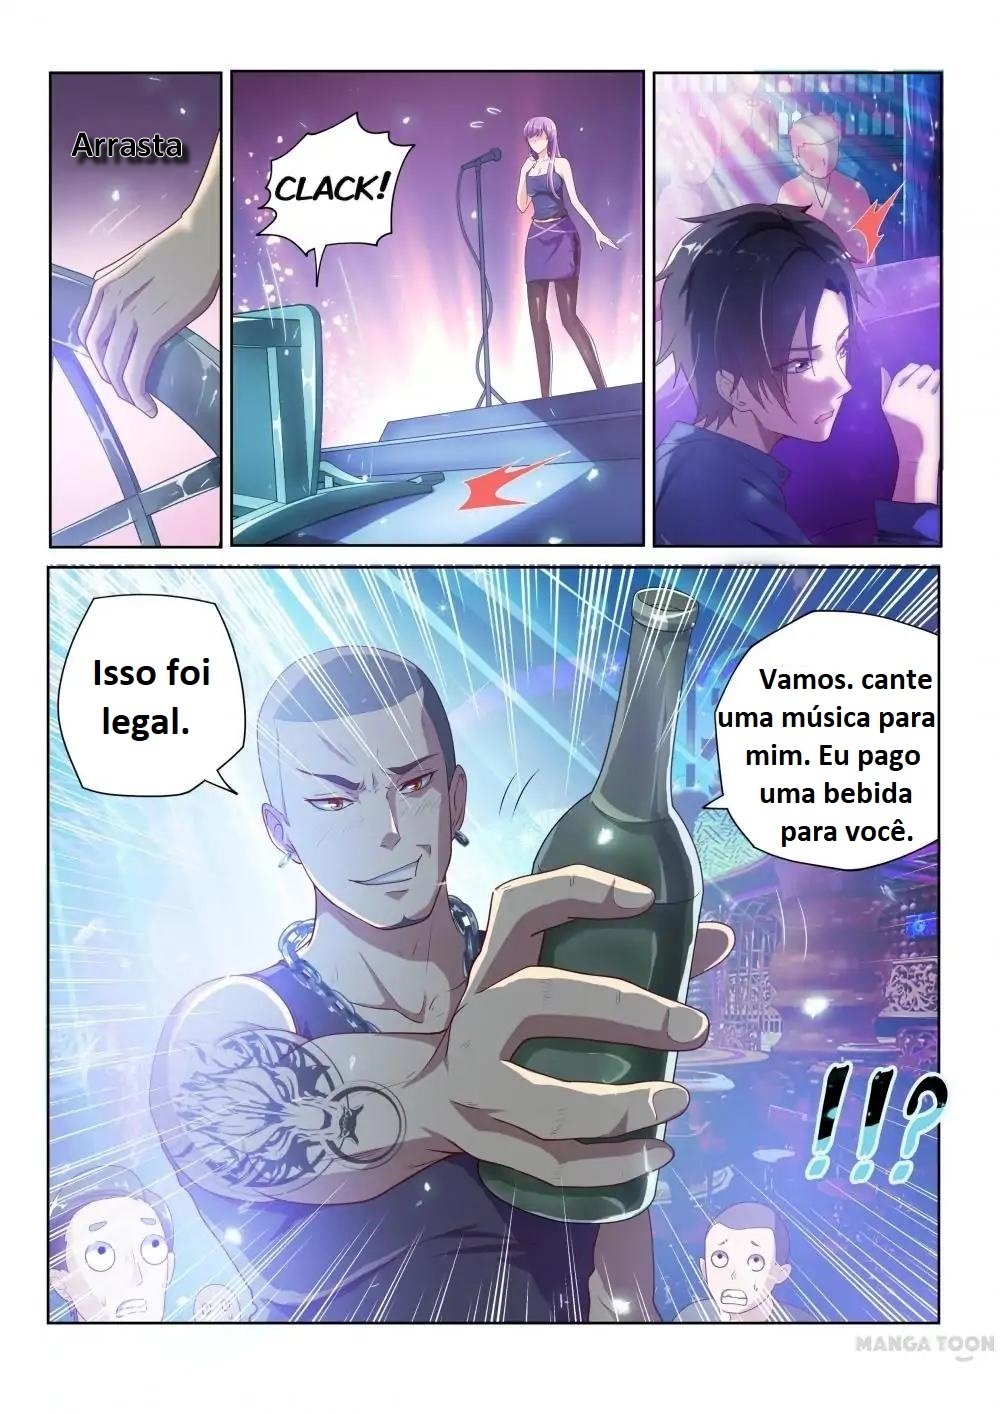 Arrasta
CLACK!
Isso foi
legal.
Vamos. cante
uma música para
mim. Eu pago
uma bebida
para você.
!!?
MANGA TOON